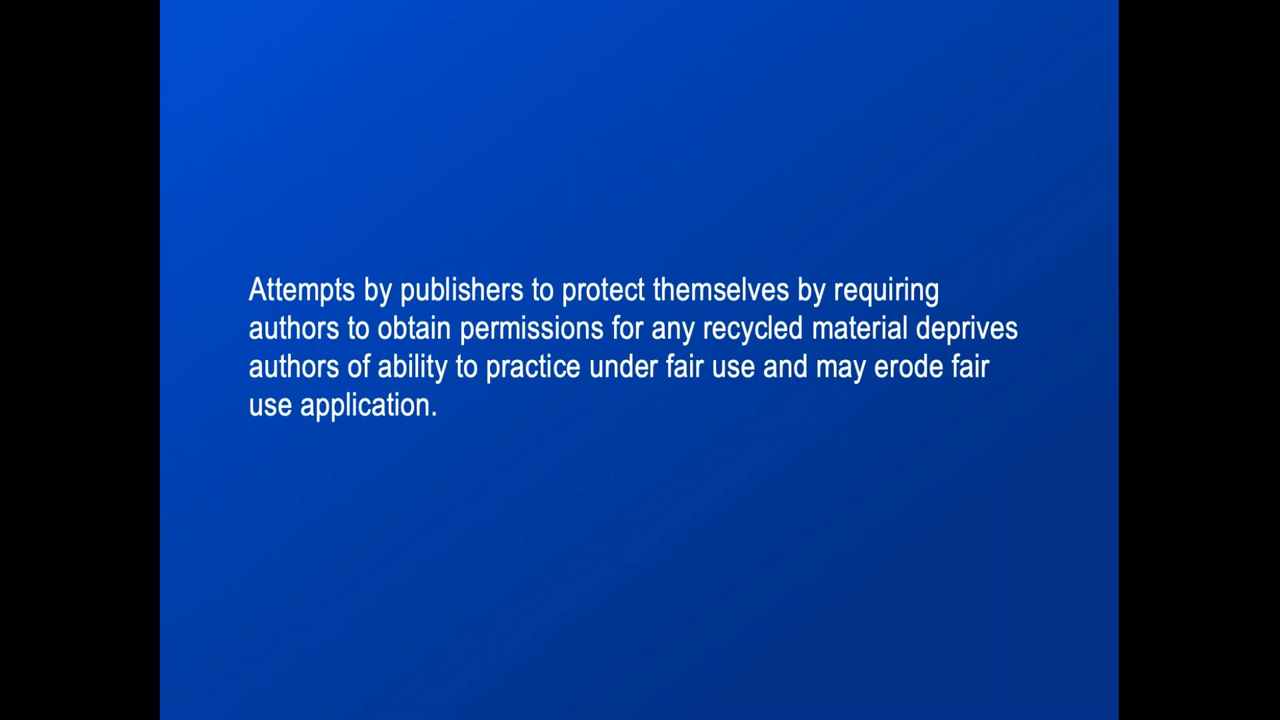 Attempts by publishers to protect themselves by requiring
authors to obtain permissions for any recycled material deprives
authors of ability to practice under fair use and may erode fair
use application.